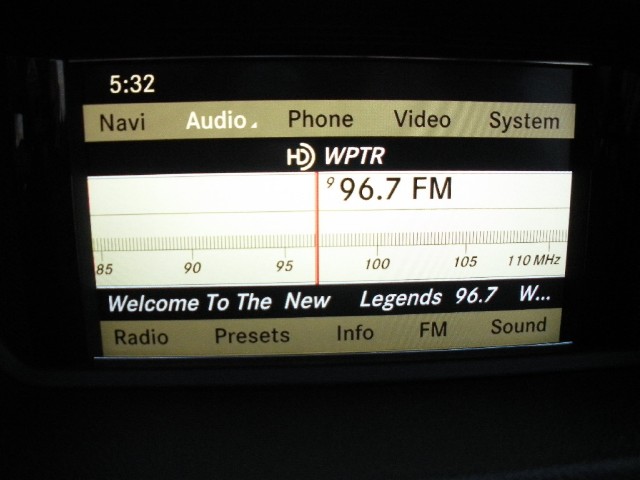 5:32
Navi Audio Phone Video System
HD WPTR
9 96.7 FM
85 90 95 100 105 110 MHz
Welcome To The New Legends 96.7 W...
Radio Presets Info FM Sound